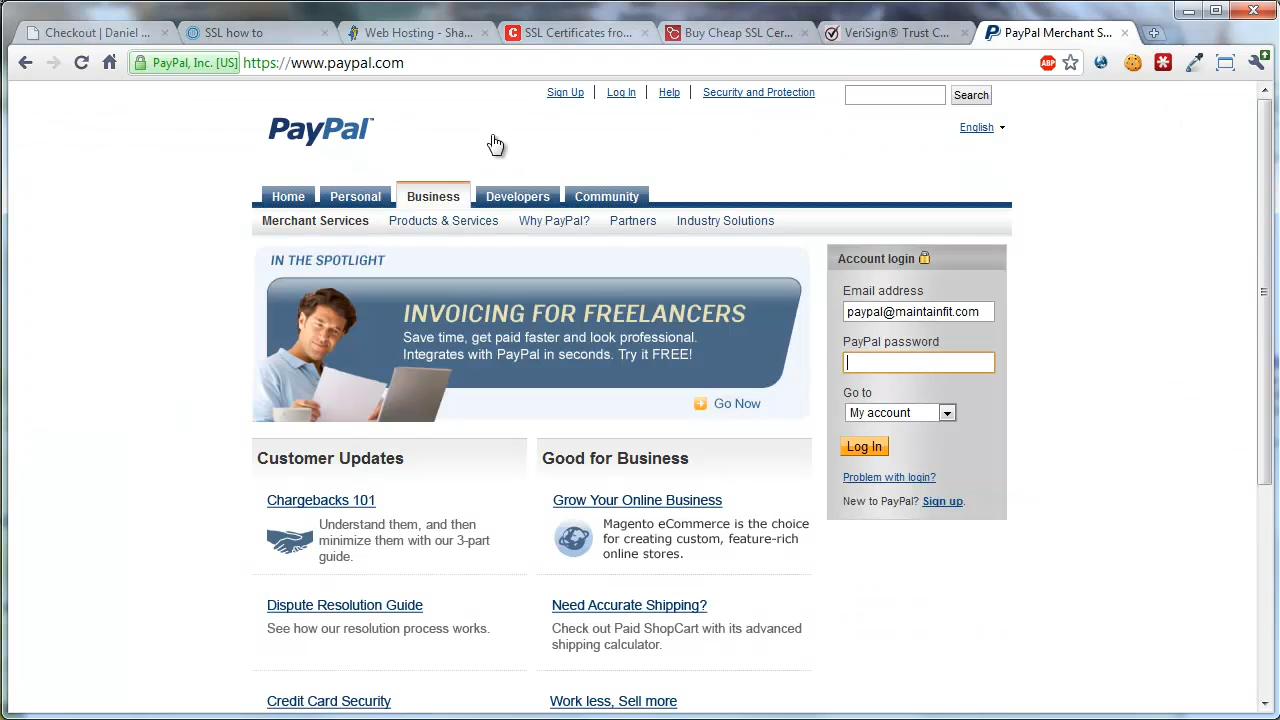 Checkout | Daniel ...
SSL how to
Web Hosting - Sha...
SSL Certificates from...
Buy Cheap SSL Cer...
VeriSign® Trust C...
PayPal Merchant S...
PayPal, Inc. [US] https://www.paypal.com
ABP
Sign Up Log In Help Security and Protection Search
PayPal™
English
Home Personal Business Developers Community
Merchant Services Products & Services Why PayPal? Partners Industry Solutions
IN THE SPOTLIGHT
INVOICING FOR FREELANCERS
Save time, get paid faster and look professional.
Integrates with PayPal in seconds. Try it FREE!
Go Now
Account login
Email address
paypal@maintainfit.com
PayPal password
Go to
My account
Log In
Problem with login?
New to PayPal? Sign up.
Customer Updates
Chargebacks 101
Understand them, and then
minimize them with our 3-part
guide.
Dispute Resolution Guide
See how our resolution process works.
Credit Card Security
Good for Business
Grow Your Online Business
Magento eCommerce is the choice
for creating custom, feature-rich
online stores.
Need Accurate Shipping?
Check out Paid ShopCart with its advanced
shipping calculator.
Work less, Sell more